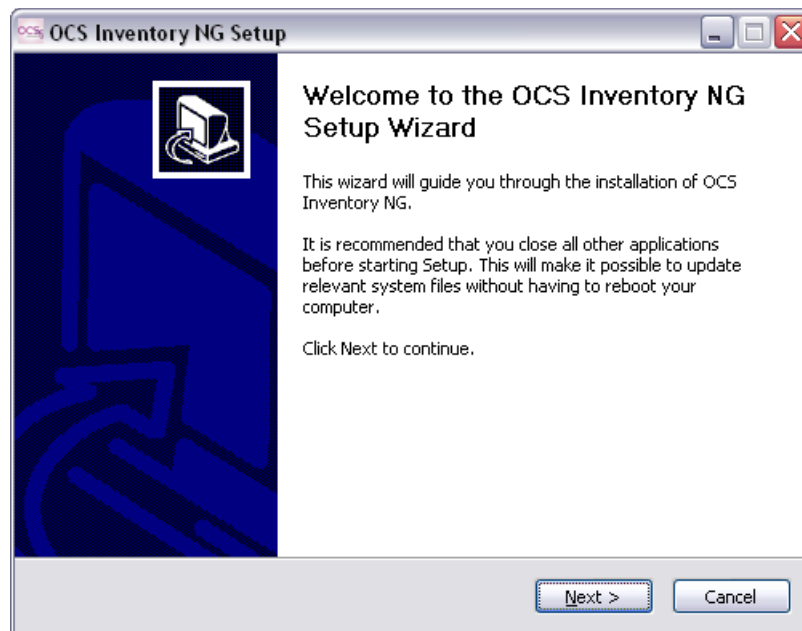 OCS Inventory NG Setup
Welcome to the OCS Inventory NG
Setup Wizard
This wizard will guide you through the installation of OCS
Inventory NG.
It is recommended that you close all other applications
before starting Setup. This will make it possible to update
relevant system files without having to reboot your
computer.
Click Next to continue.
Next >
Cancel